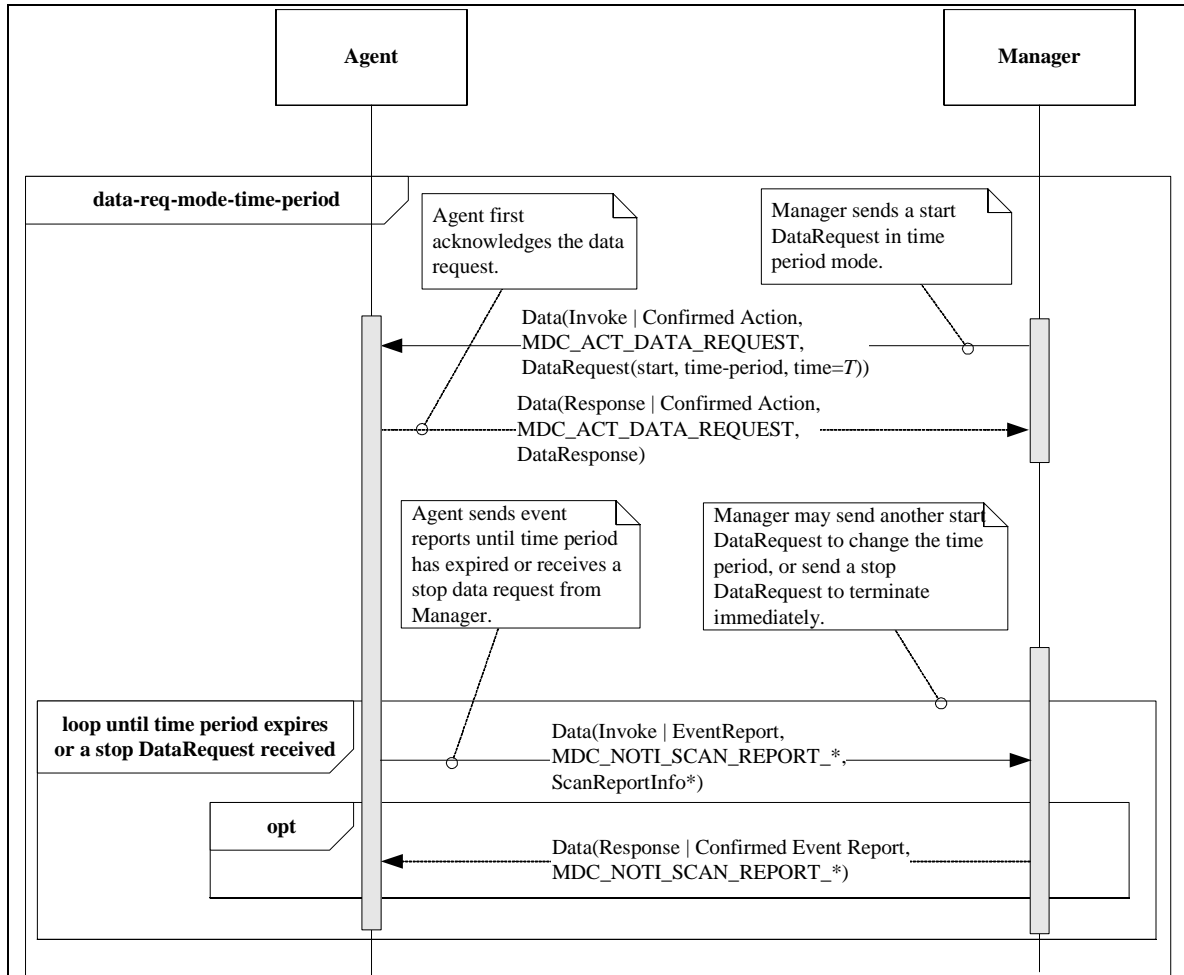 Agent
Manager
data-req-mode-time-period
Agent first
acknowledges the data
request.
Manager sends a start
DataRequest in time
period mode.
Data(Invoke | Confirmed Action,
MDC_ACT_DATA_REQUEST,
DataRequest(start, time-period, time=T))
Data(Response | Confirmed Action,
MDC_ACT_DATA_REQUEST,
DataResponse)
Agent sends event
reports until time period
has expired or receives a
stop data request from
Manager.
Manager may send another start
DataRequest to change the time
period, or send a stop
DataRequest to terminate
immediately.
loop until time period expires
or a stop DataRequest received
Data(Invoke | EventReport,
MDC_NOTI_SCAN_REPORT_*,
ScanReportInfo*)
opt
Data(Response | Confirmed Event Report,
MDC_NOTI_SCAN_REPORT_*)